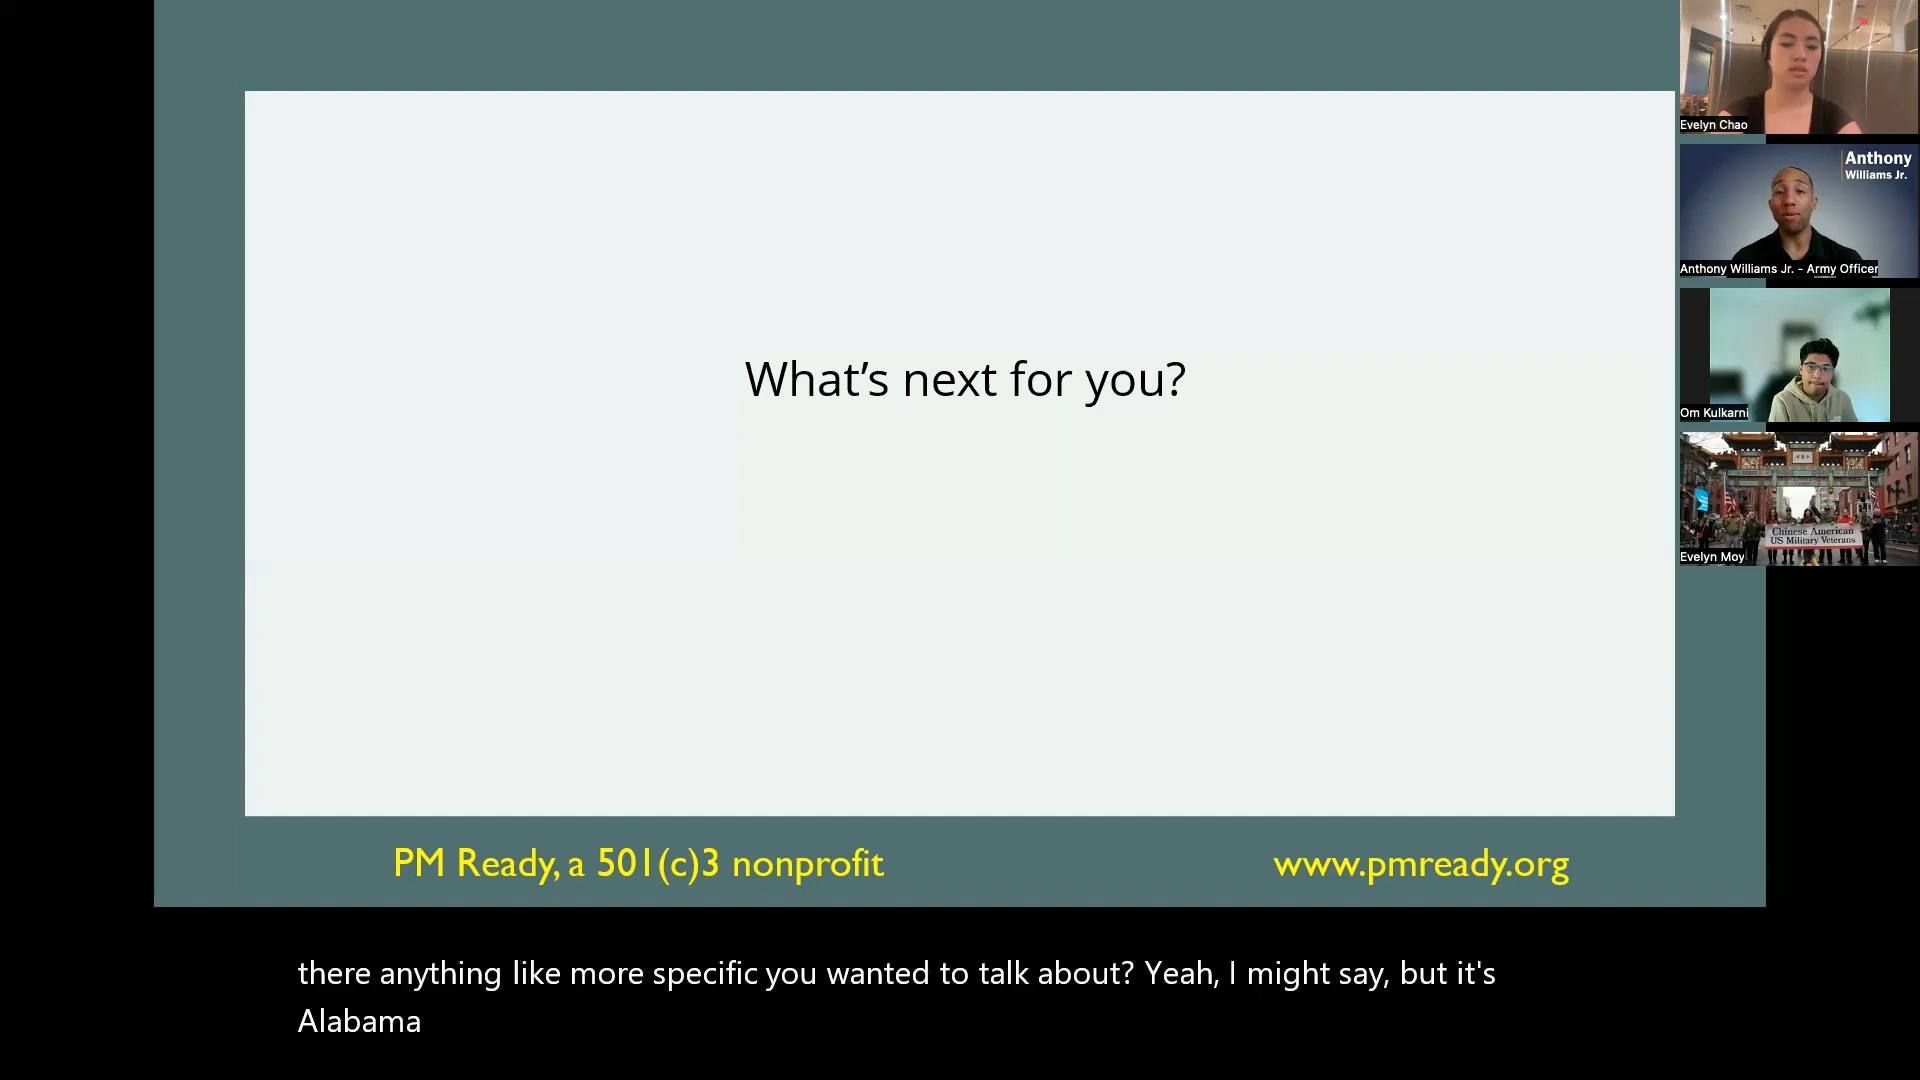 What's next for you?
PM Ready, a 501(c)3 nonprofit
www.pmready.org
Evelyn Chao
Anthony
Williams Jr.
Anthony Williams Jr. - Army Officer
Om Kulkarni
Chinese American
US Military Veterans
Evelyn Moy
there anything like more specific you wanted to talk about? Yeah, I might say, but it's
Alabama